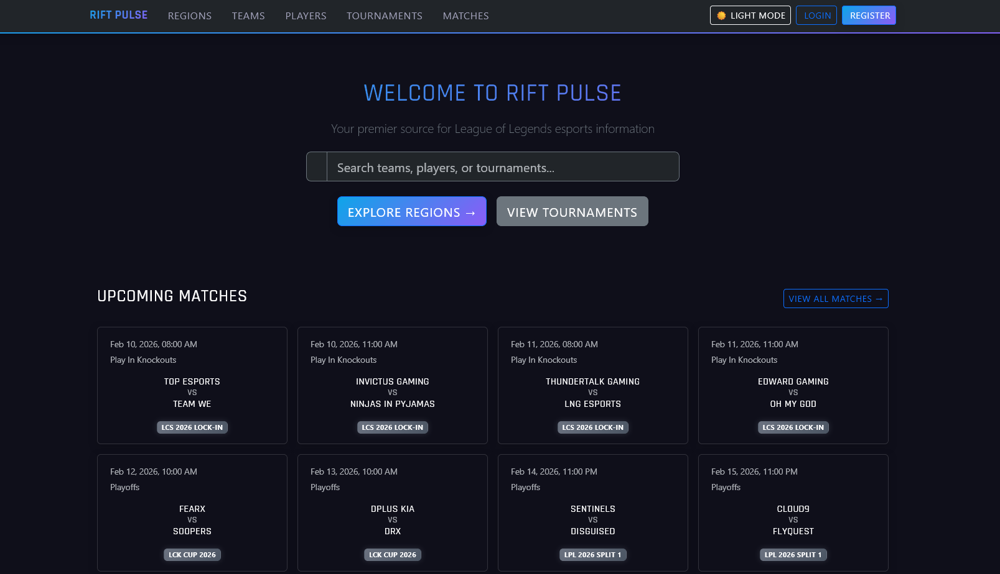 RIFT PULSE REGIONS TEAMS PLAYERS TOURNAMENTS MATCHES LIGHT MODE LOGIN REGISTER
WELCOME TO RIFT PULSE
Your premier source for League of Legends esports information
Search teams, players, or tournaments...
EXPLORE REGIONS → VIEW TOURNAMENTS
UPCOMING MATCHES
VIEW ALL MATCHES →
Feb 10, 2026, 08:00 AM
Play In Knockouts
TOP ESPORTS
VS
TEAM WE
LCS 2026 LOCK-IN
Feb 10, 2026, 11:00 AM
Play In Knockouts
INVICTUS GAMING
VS
NINJAS IN PYJAMAS
LCS 2026 LOCK-IN
Feb 11, 2026, 08:00 AM
Play In Knockouts
THUNDERTALK GAMING
VS
LNG ESPORTS
LCS 2026 LOCK-IN
Feb 11, 2026, 11:00 AM
Play In Knockouts
EDWARD GAMING
VS
OH MY GOD
LCS 2026 LOCK-IN
Feb 12, 2026, 10:00 AM
Playoffs
FEARX
VS
SOOPERS
LCK CUP 2026
Feb 13, 2026, 10:00 AM
Playoffs
DPLUS KIA
VS
DRX
LCK CUP 2026
Feb 14, 2026, 11:00 PM
Playoffs
SENTINELS
VS
DISGUISED
LPL 2026 SPLIT 1
Feb 15, 2026, 11:00 PM
Playoffs
CLOUD9
VS
FLYQUEST
LPL 2026 SPLIT 1